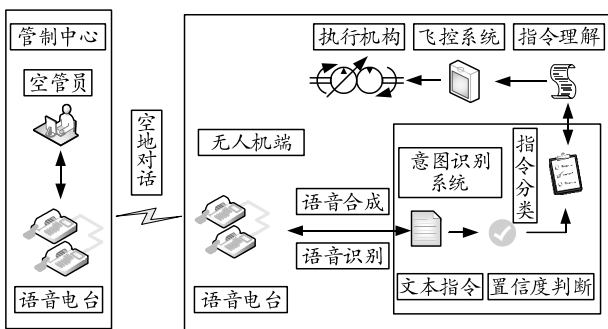 管制中心
空管员
语音电台
空地对话
执行机构
飞控系统
指令理解
无人机端
语音电台
语音合成
语音识别
意图识别
系统
指令分类
文本指令
置信度判断